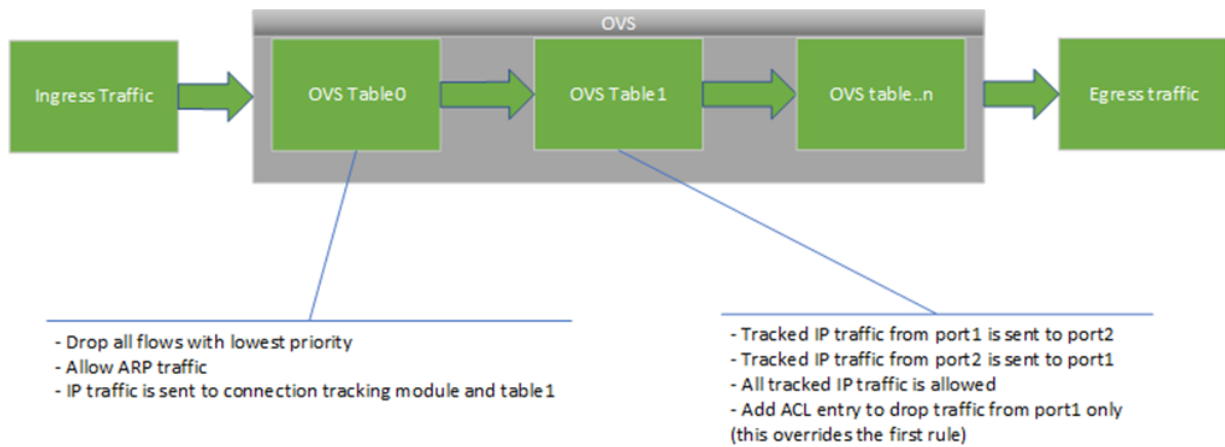 OVS
Ingress Traffic
OVS Table0
OVS Table1
OVS table..n
Egress traffic
- Drop all flows with lowest priority
- Allow ARP traffic
- IP traffic is sent to connection tracking module and table1
- Tracked IP traffic from port1 is sent to port2
- Tracked IP traffic from port2 is sent to port1
- All tracked IP traffic is allowed
- Add ACL entry to drop traffic from port1 only
(this overrides the first rule)